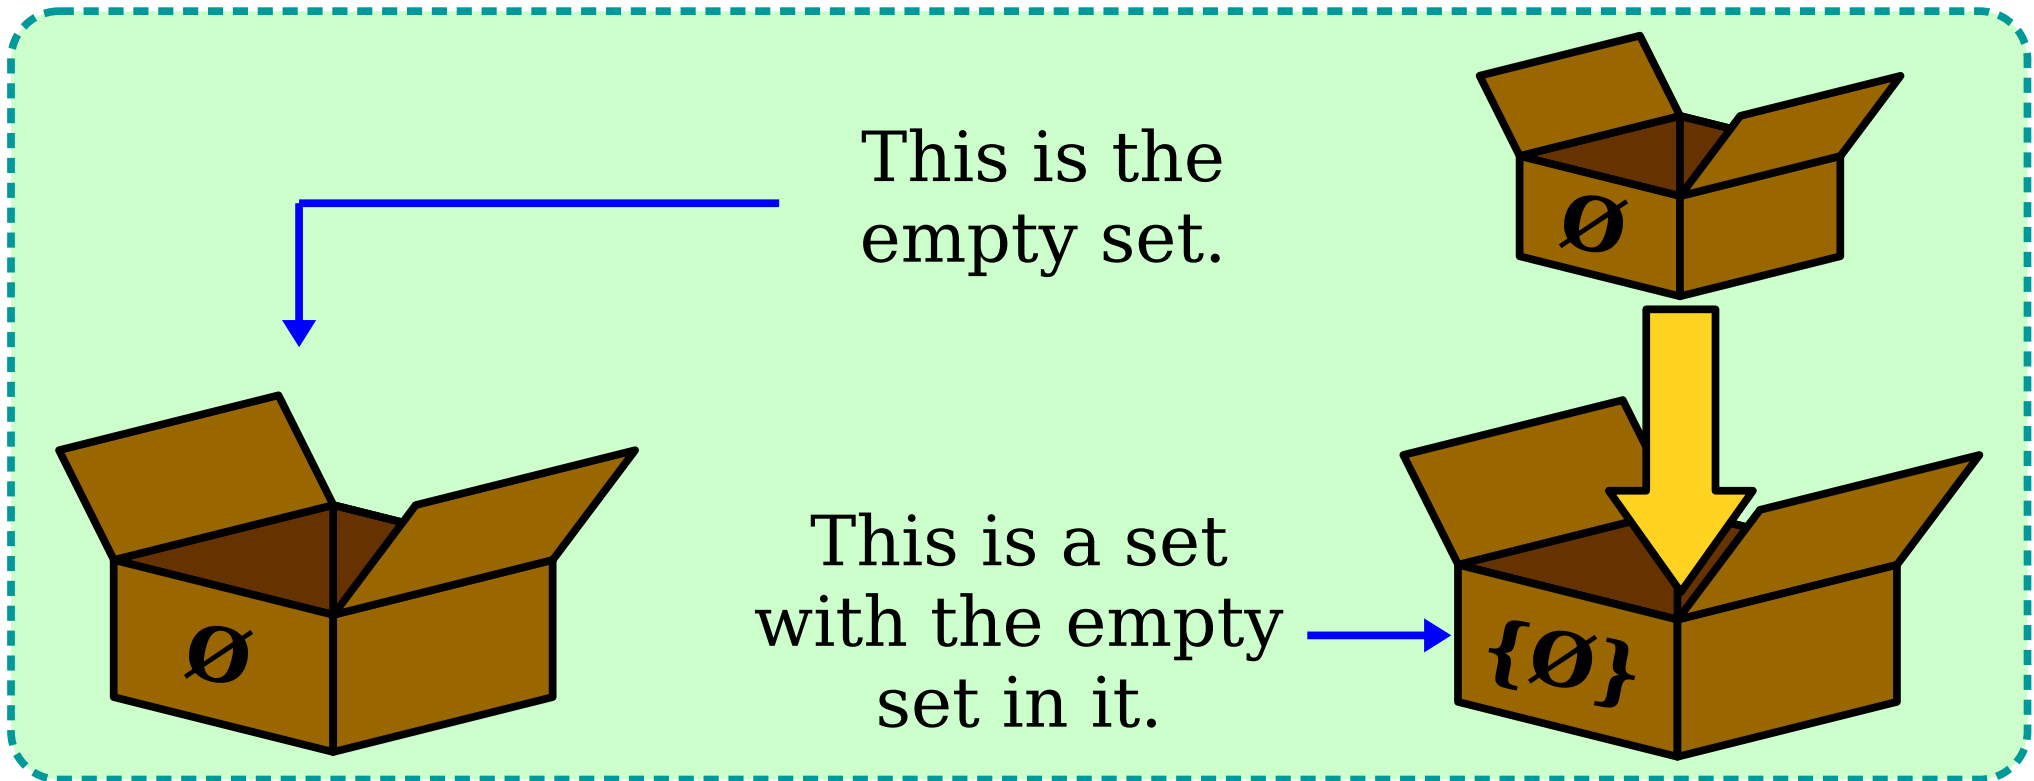 This is the
empty set.
Ø
Ø
This is a set
with the empty
set in it.
{Ø}